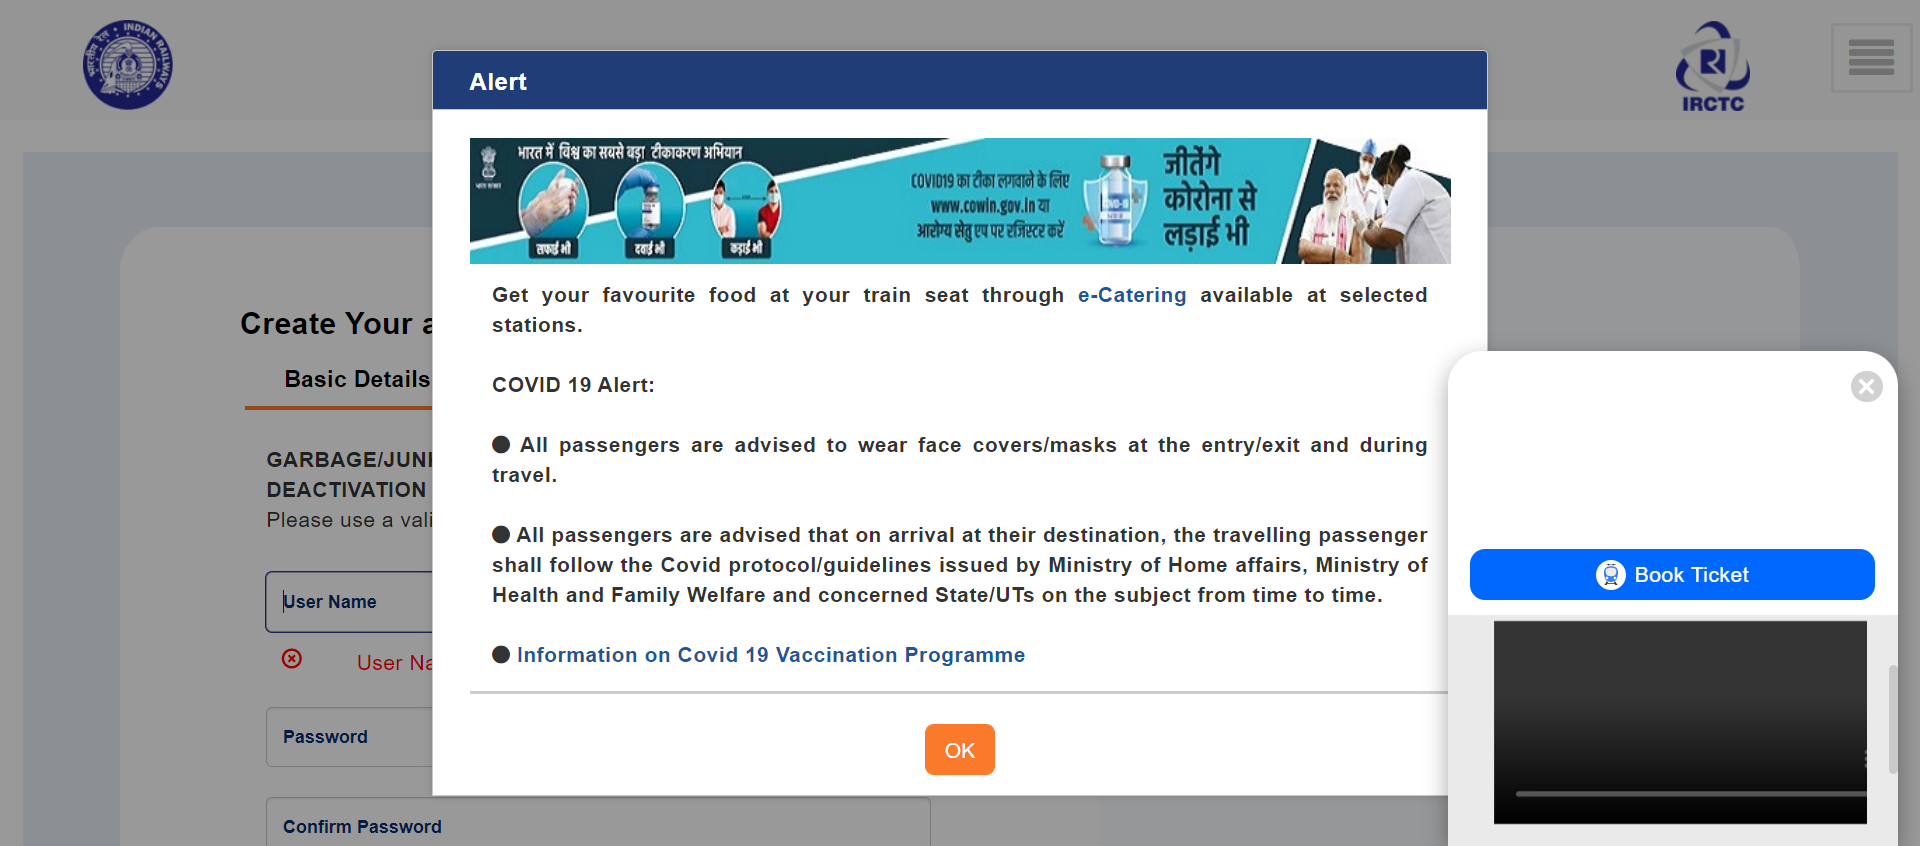 INDIAN RAILWAYS
भारतीय रेल
IRCTC
Alert
भारत में विश्व का सबसे बड़ा टीकाकरण अभियान
भारत सरकार
सफाई भी
दवाई भी
कड़ाई भी
COVID19 का टीका लगवाने के लिए
www.cowin.gov.in या
आरोग्य सेतु एप पर रजिस्टर करें
जीतेंगे
कोरोना से
लड़ाई भी
Get your favourite food at your train seat through e-Catering available at selected
stations.
COVID 19 Alert:
● All passengers are advised to wear face covers/masks at the entry/exit and during
travel.
● All passengers are advised that on arrival at their destination, the travelling passenger
shall follow the Covid protocol/guidelines issued by Ministry of Home affairs, Ministry of
Health and Family Welfare and concerned State/UTs on the subject from time to time.
● Information on Covid 19 Vaccination Programme
OK
Create Your
Basic Details
GARBAGE/JUN
DEACTIVATION
Please use a vali
User Name
User Na
Password
Confirm Password
Book Ticket